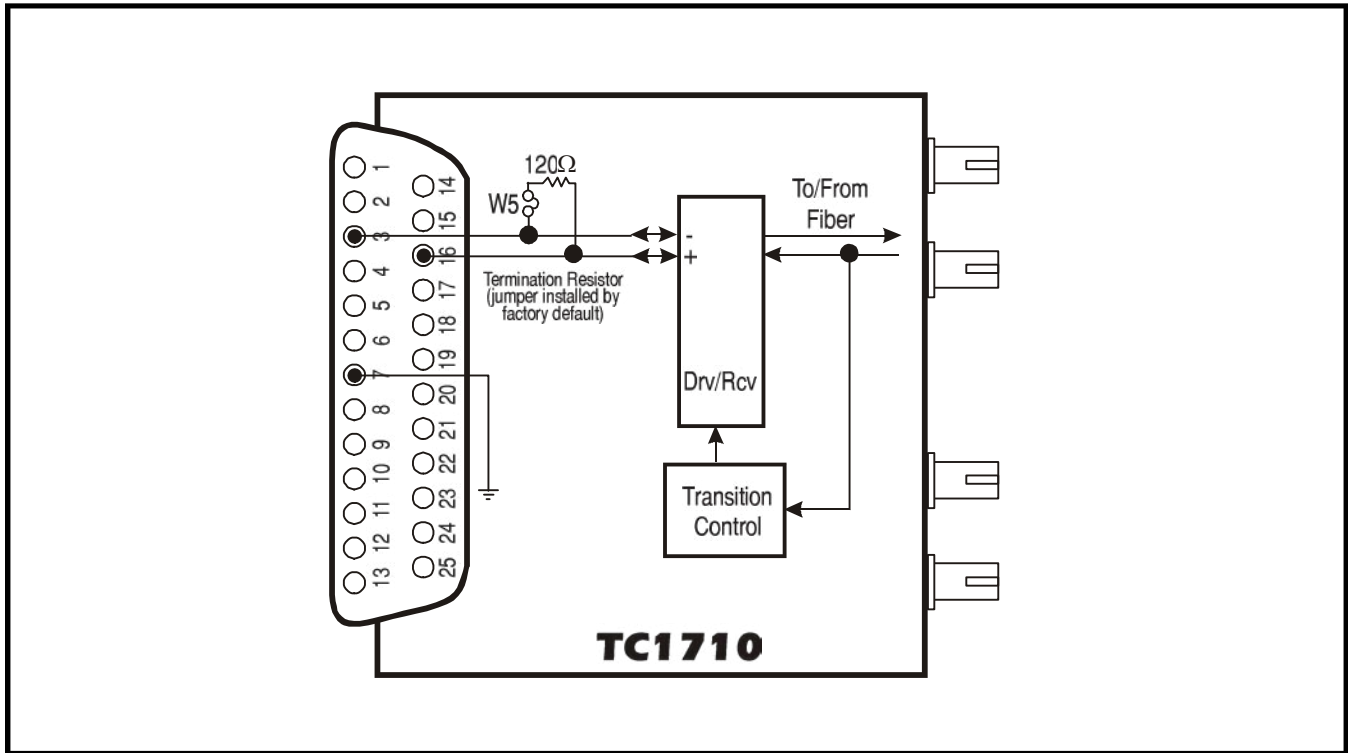 1
2
3
4
5
6
7
8
9
10
11
12
13
14
15
16
17
18
19
20
21
22
23
24
25
120Ω
W5
Termination Resistor
(jumper installed by
factory default)
-
+
Drv/Rcv
To/From
Fiber
Transition
Control
TC1710